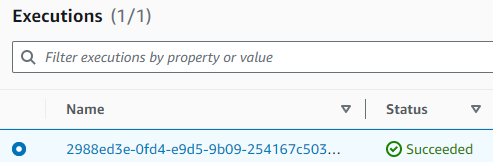 Executions (1/1)
Filter executions by property or value
Name Status
2988ed3e-0fd4-e9d5-9b09-254167c503... Succeeded